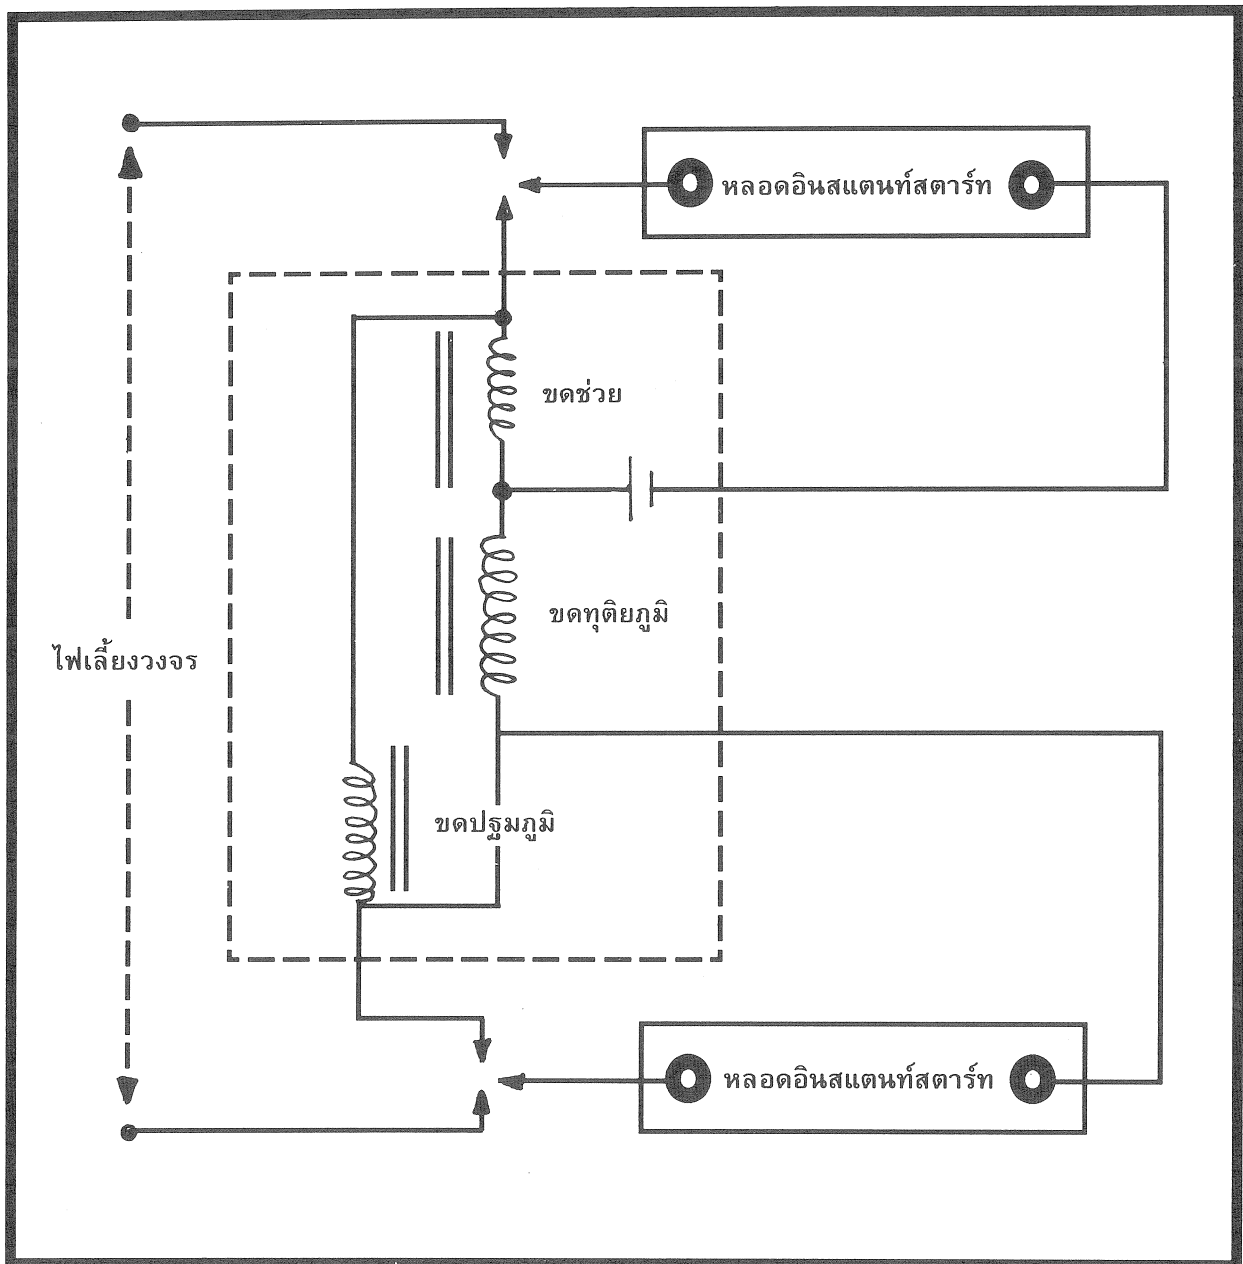 หลอดอินสแตนท์สตาร์ท
ขดช่วย
ขดทุติยภูมิ
ไฟเลี้ยงวงจร
ขดปฐมภูมิ
หลอดอินสแตนท์สตาร์ท